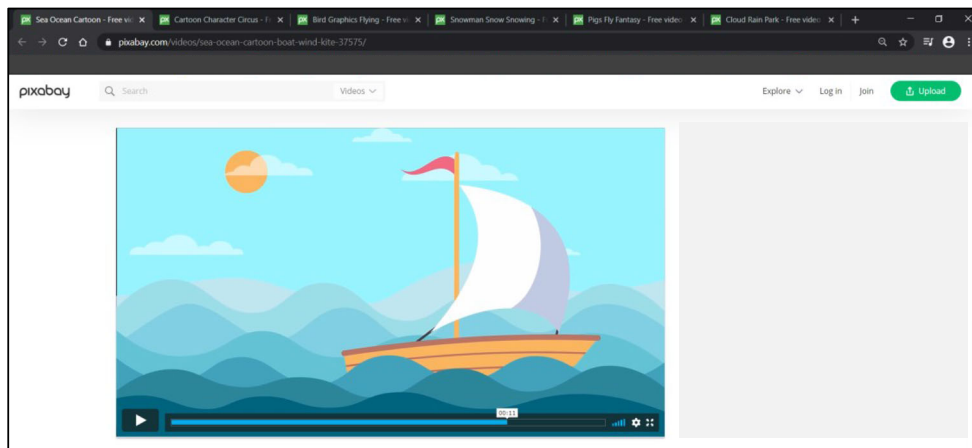 Sea Ocean Cartoon - Free vi
Cartoon Character Circus - F
Bird Graphics Flying - Free v
Snowman Snow Snowing - F
Pigs Fly Fantasy - Free video
Cloud Rain Park - Free video
pixabay.com/videos/sea-ocean-cartoon-boat-wind-kite-37575/
pixabay
Search
Videos
Explore
Log in
Join
Upload
00:11